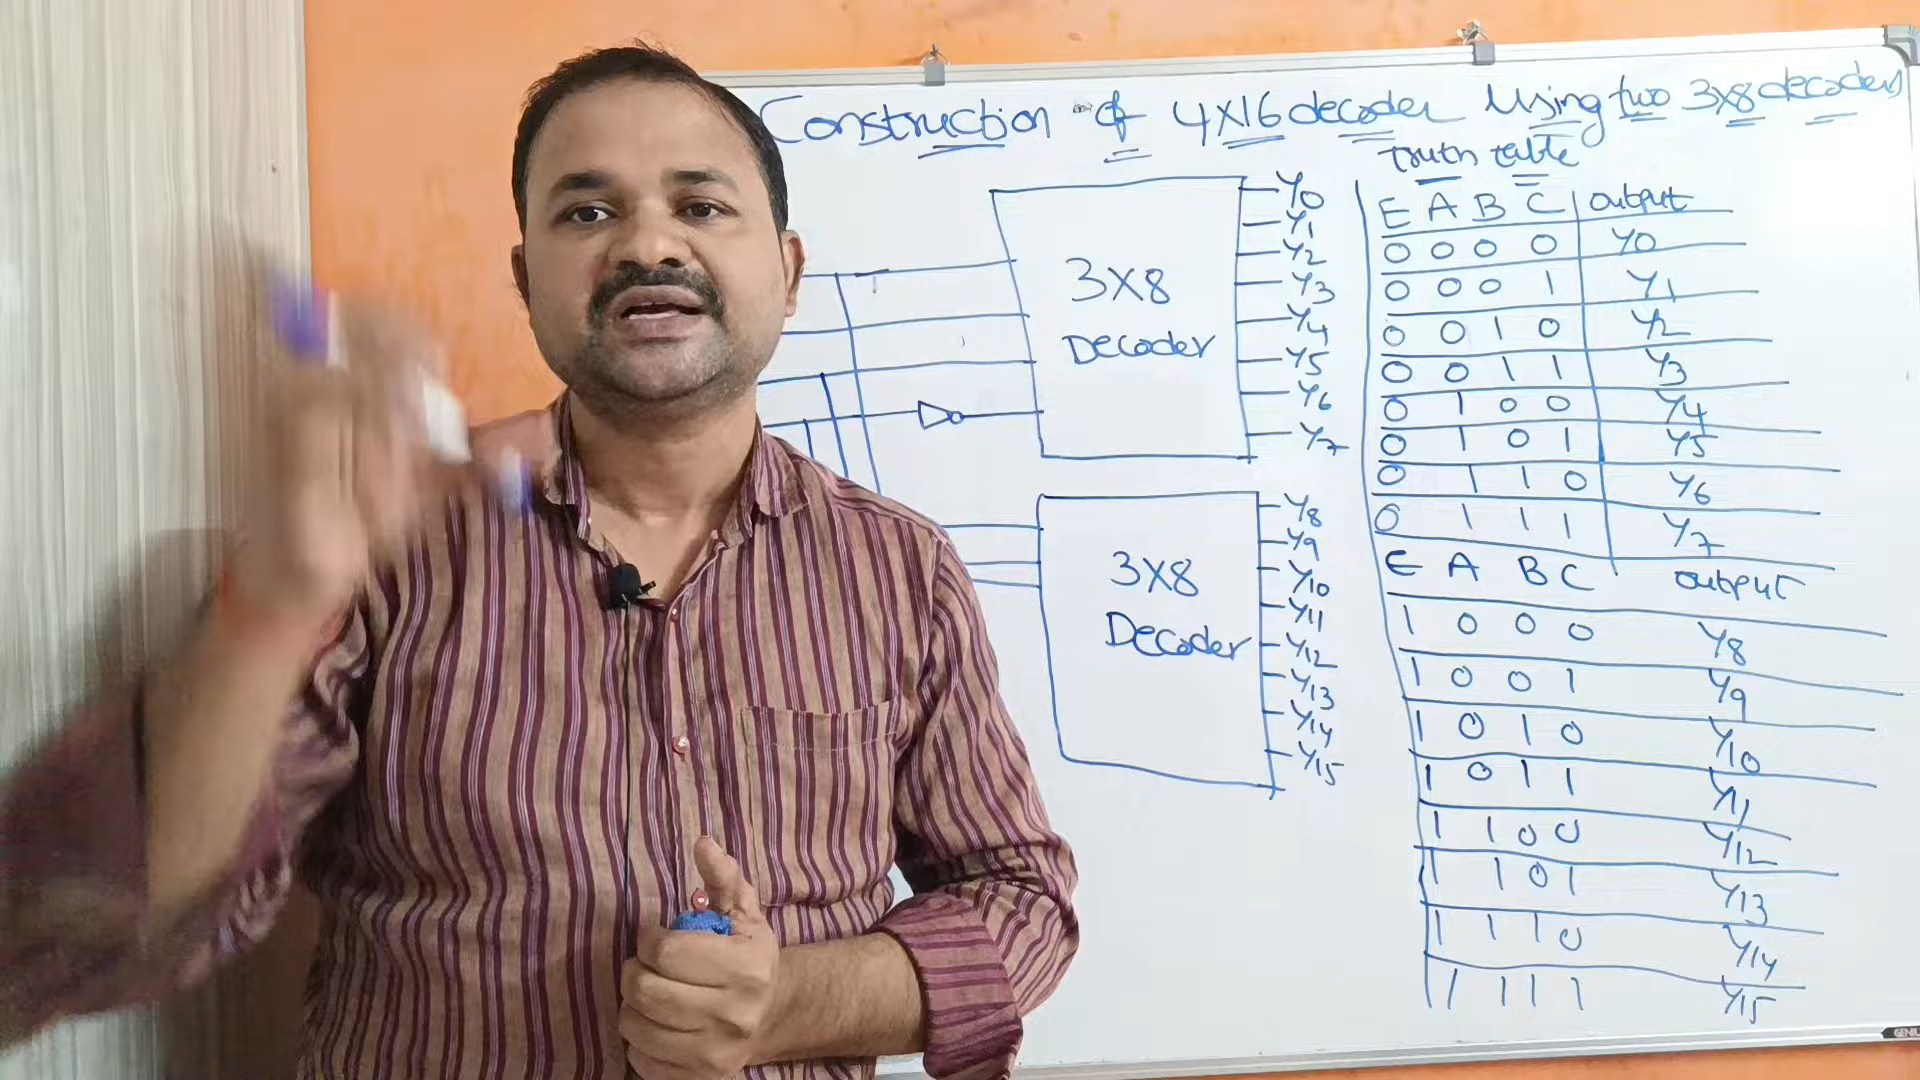 Construction of 4X16 decoder using two 3X8 decoders
truth table
3X8
Decoder
Y0
Y1
Y2
Y3
Y4
Y5
Y6
Y7
3X8
Decoder
Y8
Y9
Y10
Y11
Y12
Y13
Y14
Y15
E A B C output
0 0 0 0 Y0
0 0 0 1 Y1
0 0 1 0 Y2
0 0 1 1 Y3
0 1 0 0 Y4
0 1 0 1 Y5
0 1 1 0 Y6
0 1 1 1 Y7
E A B C output
1 0 0 0 Y8
1 0 0 1 Y9
1 0 1 0 Y10
1 0 1 1 Y11
1 1 0 0 Y12
1 1 0 1 Y13
1 1 1 0 Y14
1 1 1 1 Y15